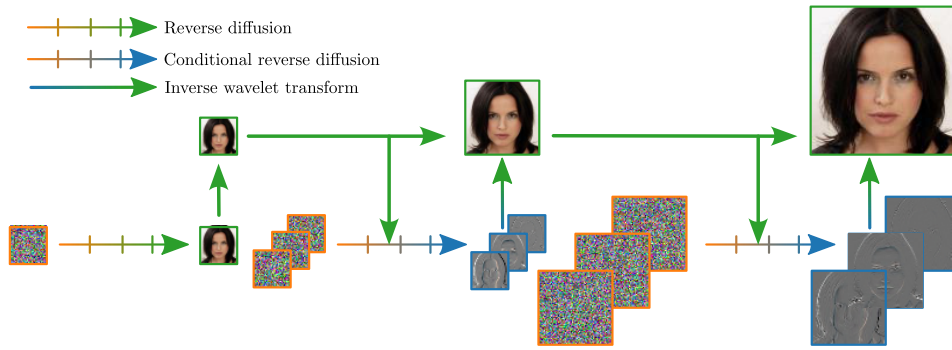 Reverse diffusion
Conditional reverse diffusion
Inverse wavelet transform